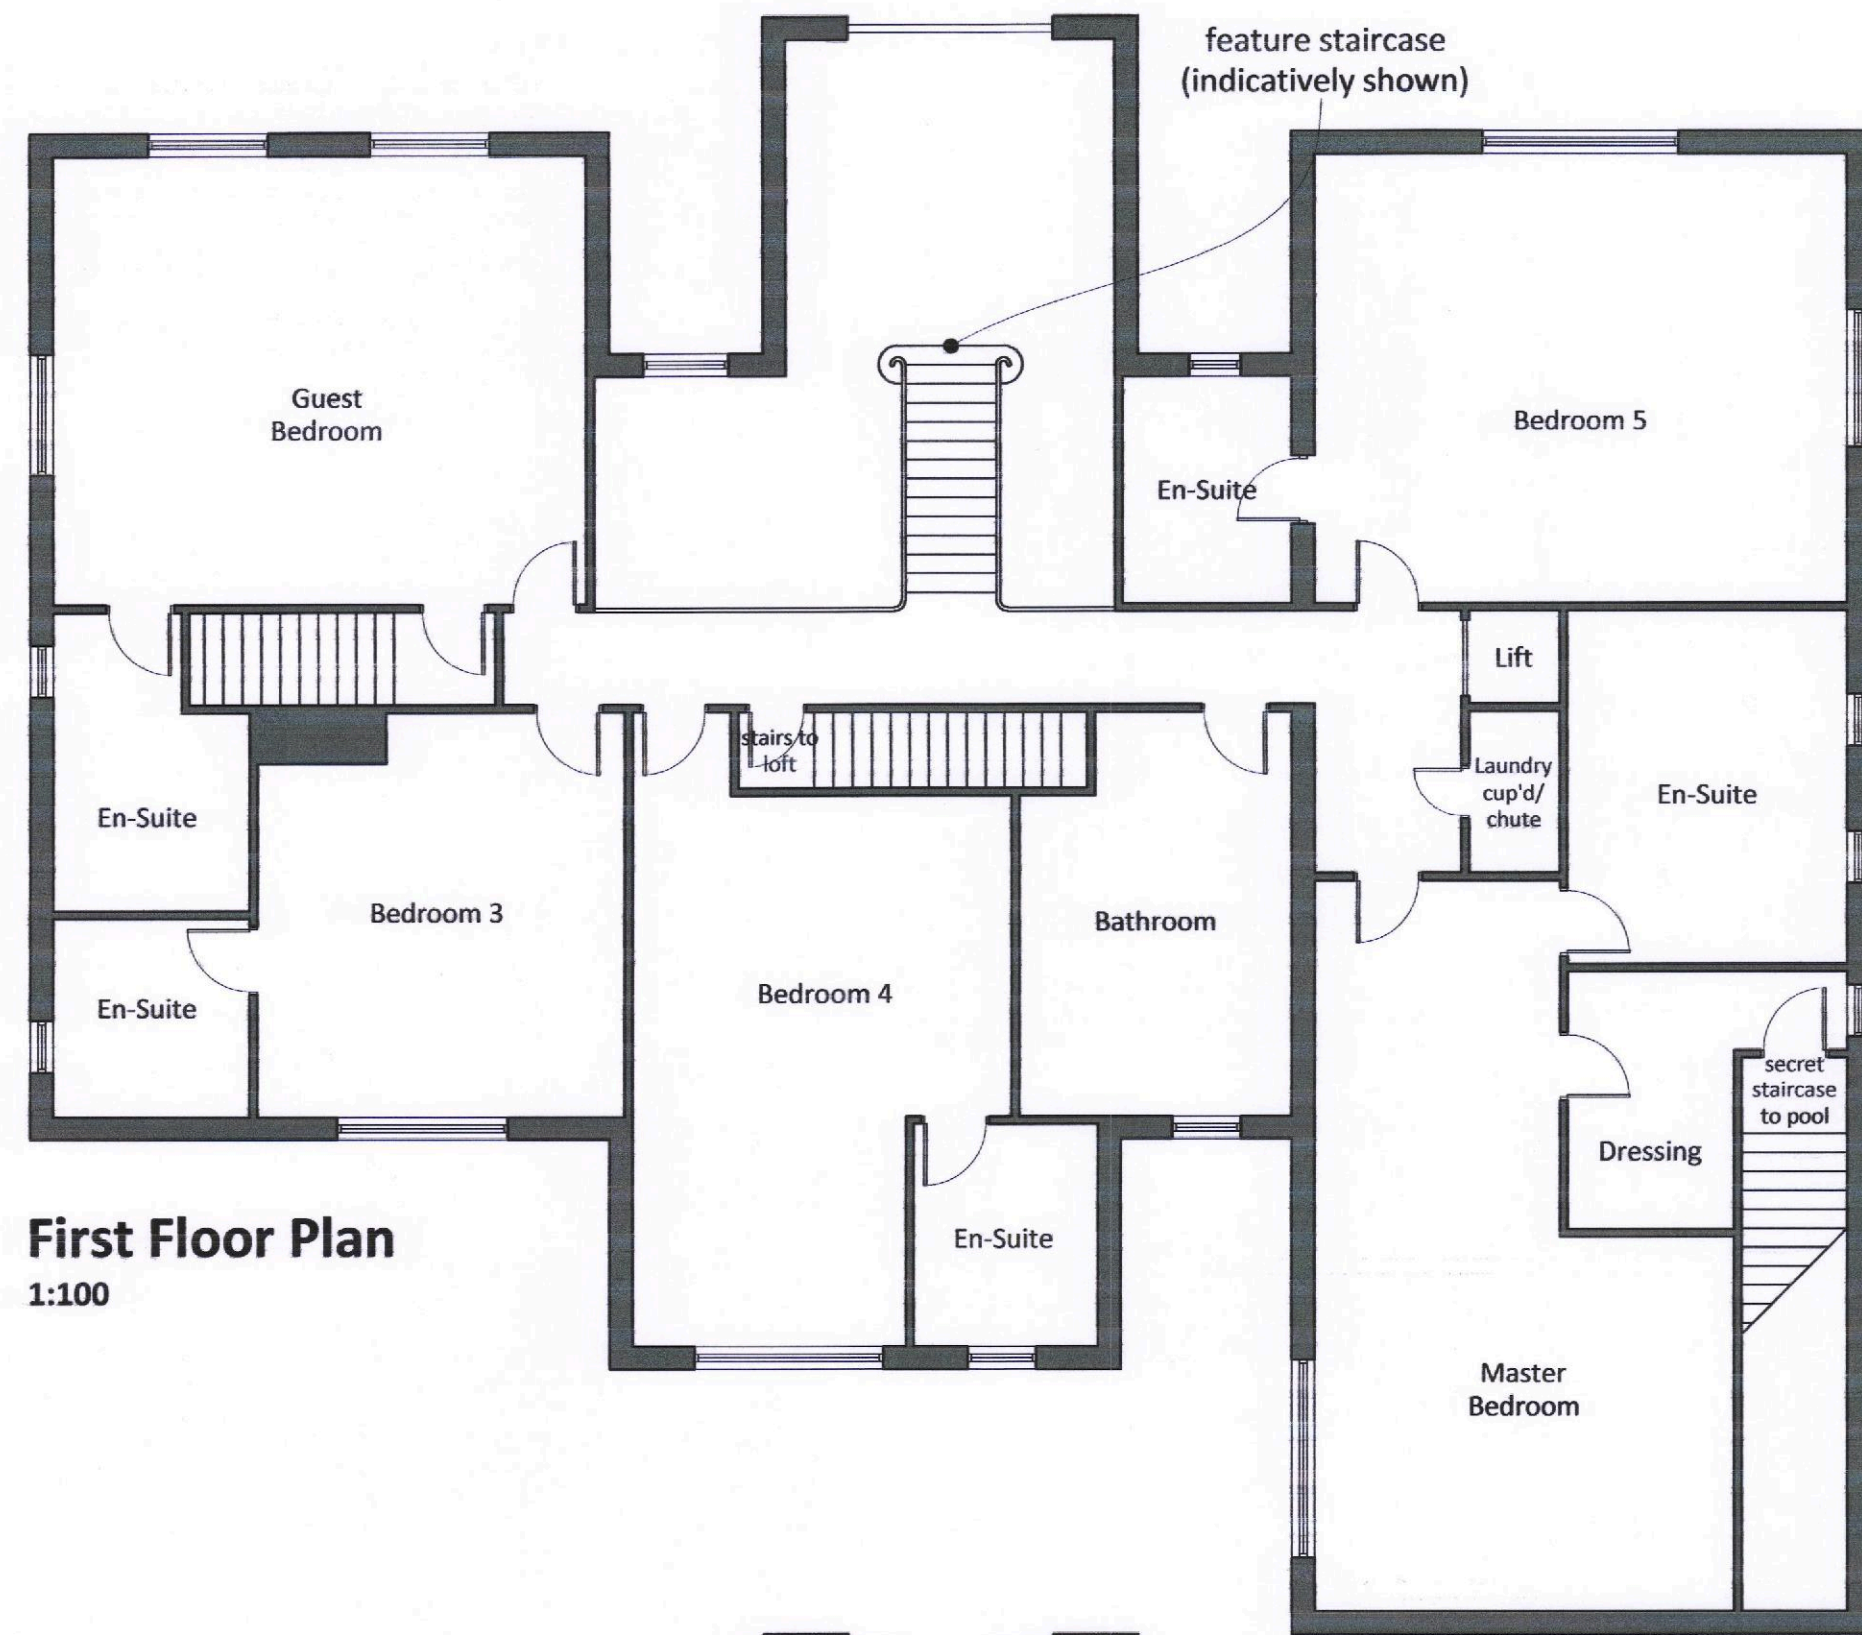 feature staircase
(indicatively shown)
Guest
Bedroom
Bedroom 5
En-Suite
Lift
stairs to
loft
Laundry
cup'd/
chute
En-Suite
En-Suite
Bedroom 3
Bathroom
Bedroom 4
En-Suite
secret
staircase
to pool
Dressing
En-Suite
First Floor Plan
1:100
Master
Bedroom